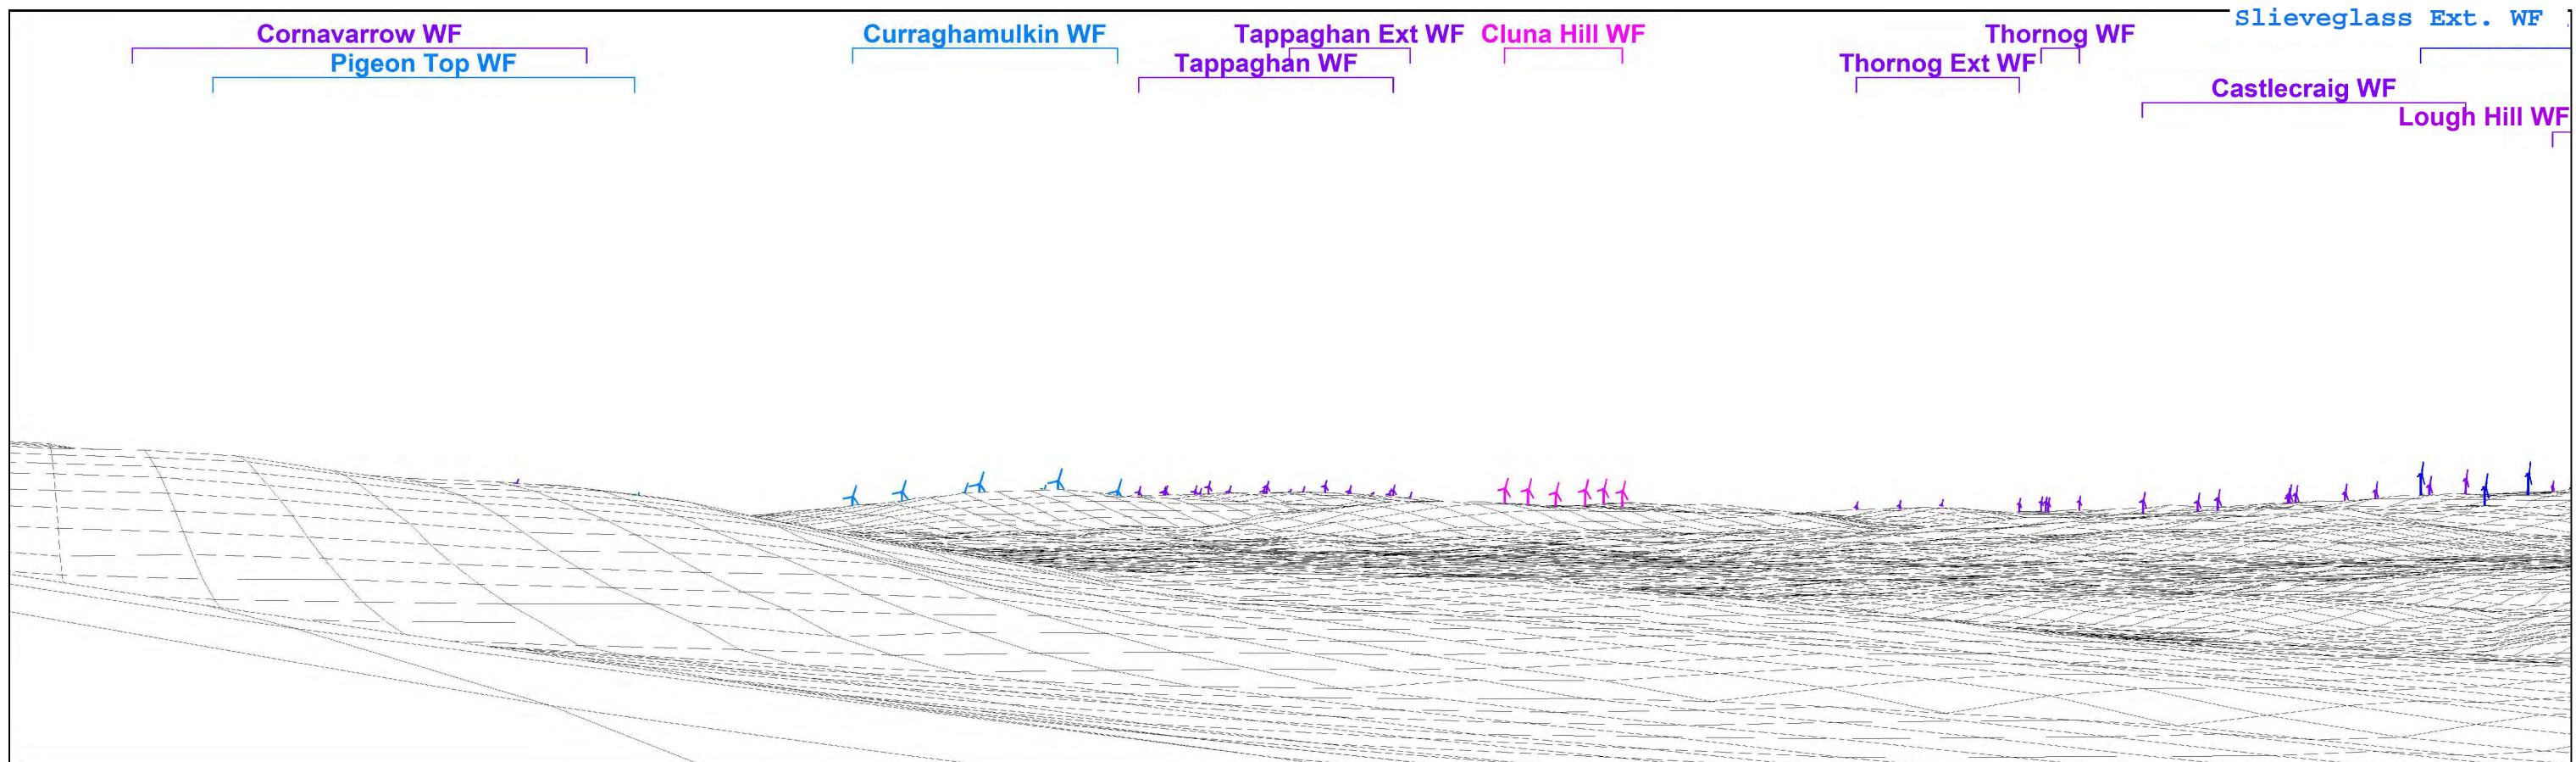 Slieveglass Ext. WF
Cornavarrow WF
Curraghamulkin WF
Tappaghan Ext WF
Cluna Hill WF
Thornog WF
Pigeon Top WF
Tappaghan WF
Thornog Ext WF
Castlecraig WF
Lough Hill WF